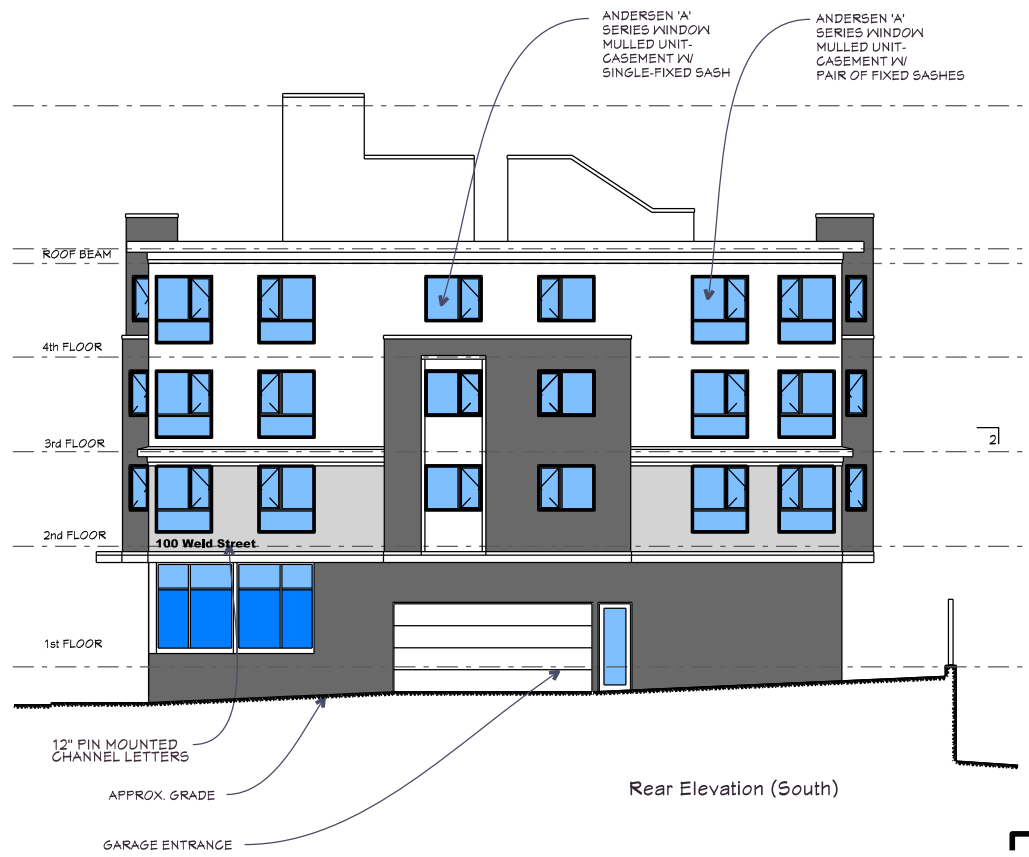 ANDERSEN 'A'
SERIES WINDOW
MULLED UNIT-
CASEMENT W/
SINGLE-FIXED SASH
ANDERSEN 'A'
SERIES WINDOW
MULLED UNIT-
CASEMENT W/
PAIR OF FIXED SASHES
ROOF BEAM
4th FLOOR
3rd FLOOR
2
2nd FLOOR
100 Weld Street
1st FLOOR
12" PIN MOUNTED
CHANNEL LETTERS
APPROX. GRADE
Rear Elevation (South)
GARAGE ENTRANCE